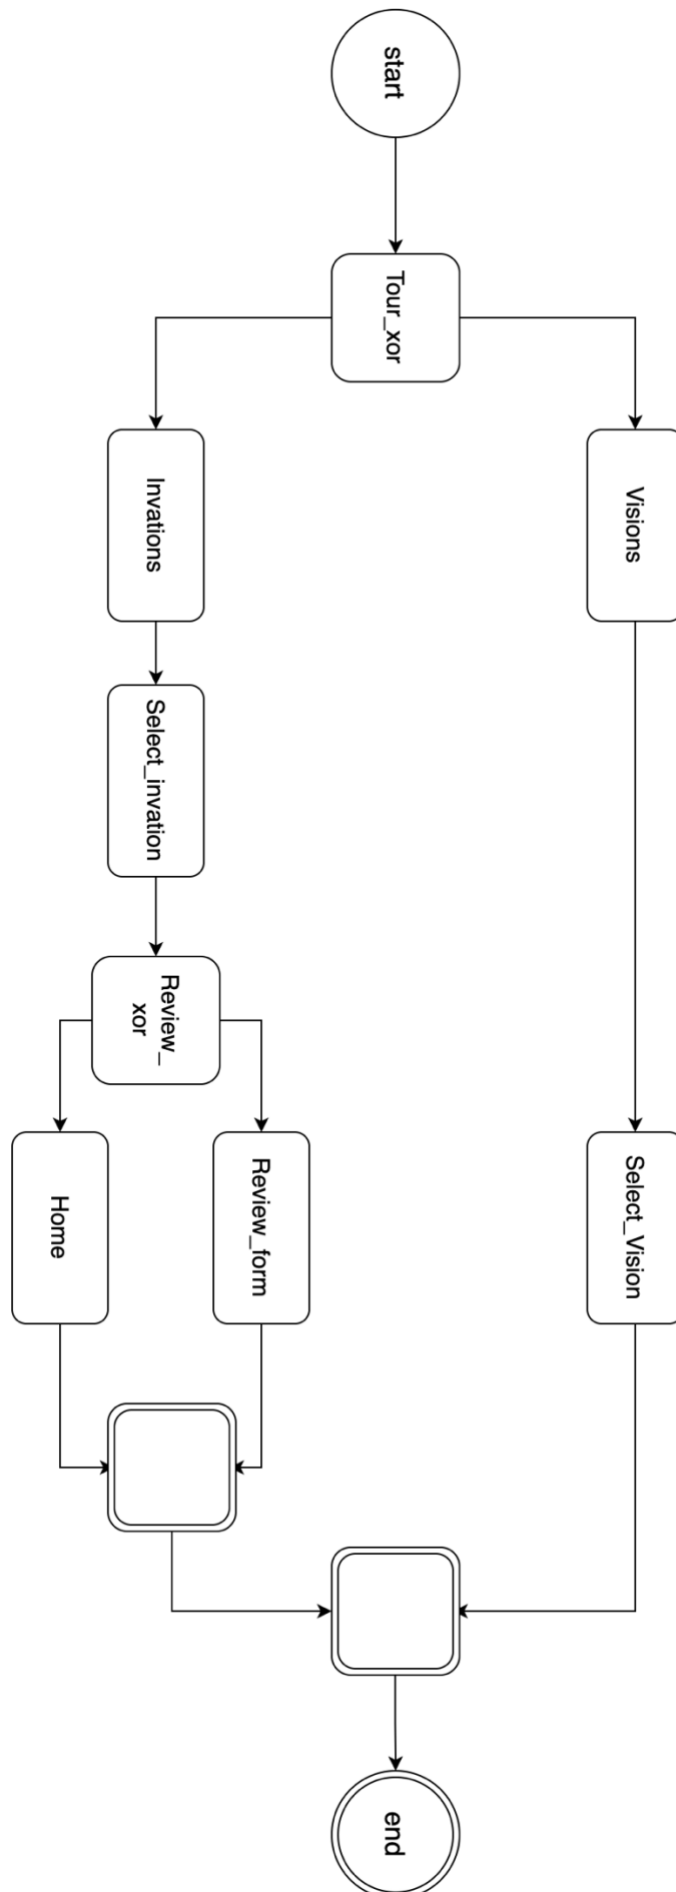 start
Tour_xor
Visions
Invations
Select_invation
Review_
xor
Review_form
Home
Select_Vision
end